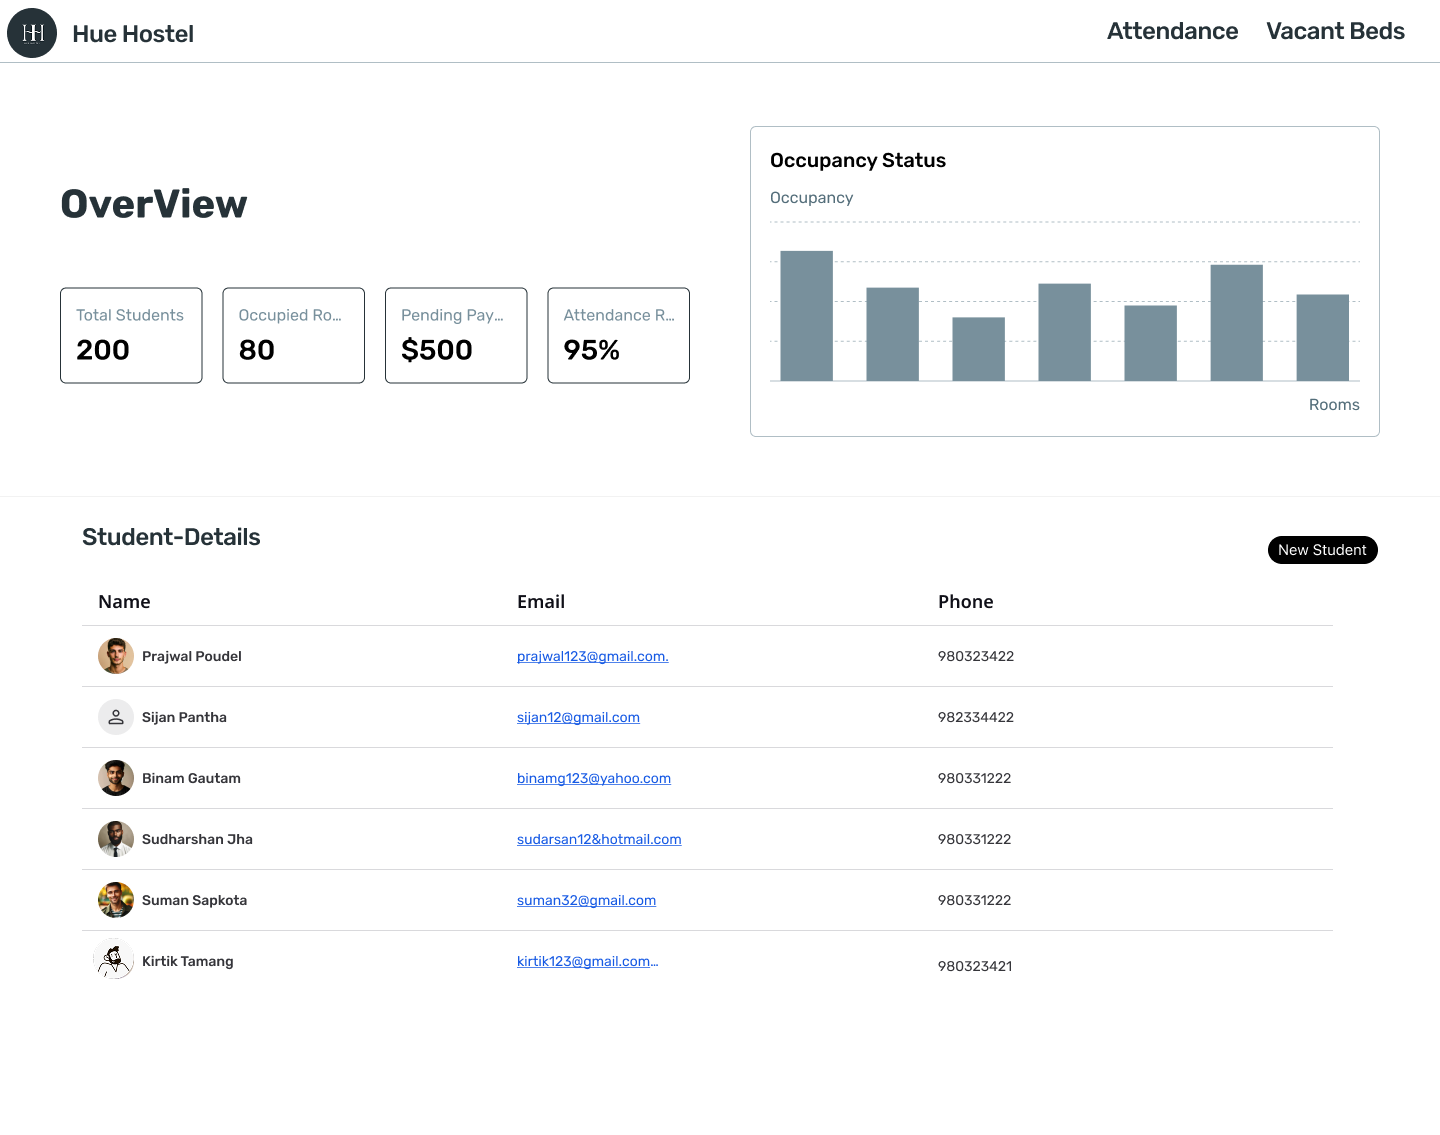 HH
Hue Hostel
Attendance
Vacant Beds
OverView
Total Students
200
Occupied Ro...
80
Pending Pay...
$500
Attendance R...
95%
Occupancy Status
Occupancy
Rooms
Student-Details
New Student
Name Email Phone
Prajwal Poudel prajwal123@gmail.com. 980323422
Sijan Pantha sijan12@gmail.com 982334422
Binam Gautam binamg123@yahoo.com 980331222
Sudharshan Jha sudarsan12&hotmail.com 980331222
Suman Sapkota suman32@gmail.com 980331222
Kirtik Tamang kirtik123@gmail.com... 980323421